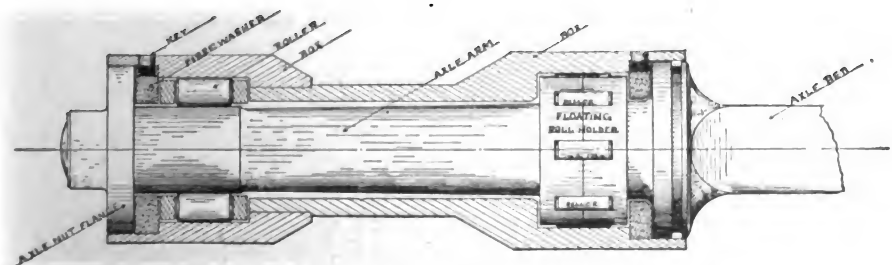 KEY
FIBRE WASHER
ROLLER
BOX
AXLE ARM
BOX
AXLE BED
ROLLER
FLOATING
ROLL HOLDER
ROLLER
AXLE NUT FLANGE